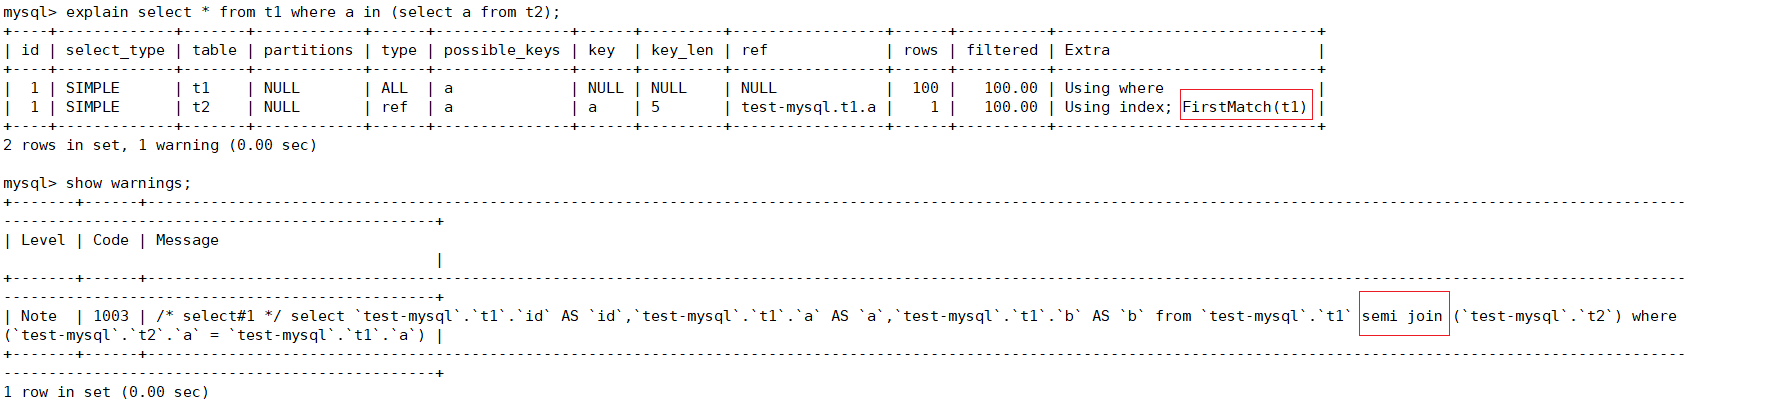 mysql> explain select * from t1 where a in (select a from t2);
+----+-------------+-------+------------+------+---------------+------+---------+----------------+------+----------+-----------------------------+
| id | select_type | table | partitions | type | possible_keys | key  | key_len | ref            | rows | filtered | Extra                       |
+----+-------------+-------+------------+------+---------------+------+---------+----------------+------+----------+-----------------------------+
|  1 | SIMPLE      | t1    | NULL       | ALL  | a             | NULL | NULL    | NULL           |  100 |   100.00 | Using where                 |
|  1 | SIMPLE      | t2    | NULL       | ref  | a             | a    | 5       | test-mysql.t1.a |    1 |   100.00 | Using index; FirstMatch(t1) |
+----+-------------+-------+------------+------+---------------+------+---------+----------------+------+----------+-----------------------------+
2 rows in set, 1 warning (0.00 sec)
mysql> show warnings;
+-------+------+---------------------------------------------------------------
------------------------------------------------+
| Level | Code | Message
|
+-------+------+---------------------------------------------------------------
------------------------------------------------+
| Note  | 1003 | /* select#1 */ select `test-mysql`.`t1`.`id` AS `id`,`test-mysql`.`t1`.`a` AS `a`,`test-mysql`.`t1`.`b` AS `b` from `test-mysql`.`t1` semi join (`test-mysql`.`t2`) where
(`test-mysql`.`t2`.`a` = `test-mysql`.`t1`.`a`) |
+-------+------+---------------------------------------------------------------
------------------------------------------------+
1 row in set (0.00 sec)